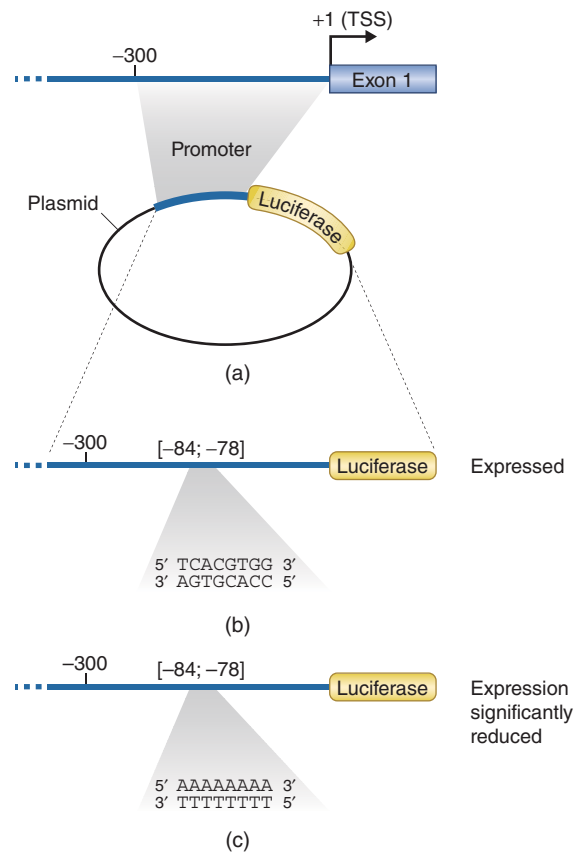 +1 (TSS)
–300
Exon 1
Promoter
Plasmid
Luciferase
(a)
–300
[–84; –78]
Luciferase
Expressed
5′ TCACGTGG 3′
3′ AGTGCACC 5′
(b)
–300
[–84; –78]
Luciferase
Expression
significantly
reduced
5′ AAAAAAAA 3′
3′ TTTTTTTT 5′
(c)